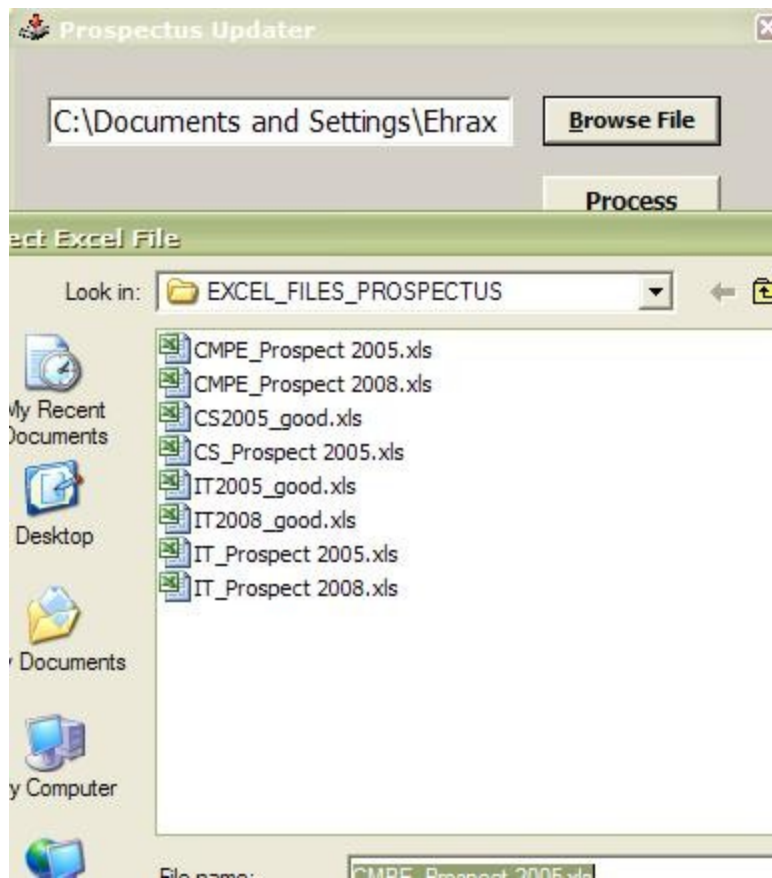 Prospectus Updater
C:\Documents and Settings\Ehrax
Browse File
Process
ect Excel File
Look in:
EXCEL_FILES_PROSPECTUS
CMPE_Prospect 2005.xls
CMPE_Prospect 2008.xls
CS2005_good.xls
CS_Prospect 2005.xls
IT2005_good.xls
IT2008_good.xls
IT_Prospect 2005.xls
IT_Prospect 2008.xls
My Recent
Documents
Desktop
y Documents
y Computer
File name:
CMPE_Prospect 2005.xls